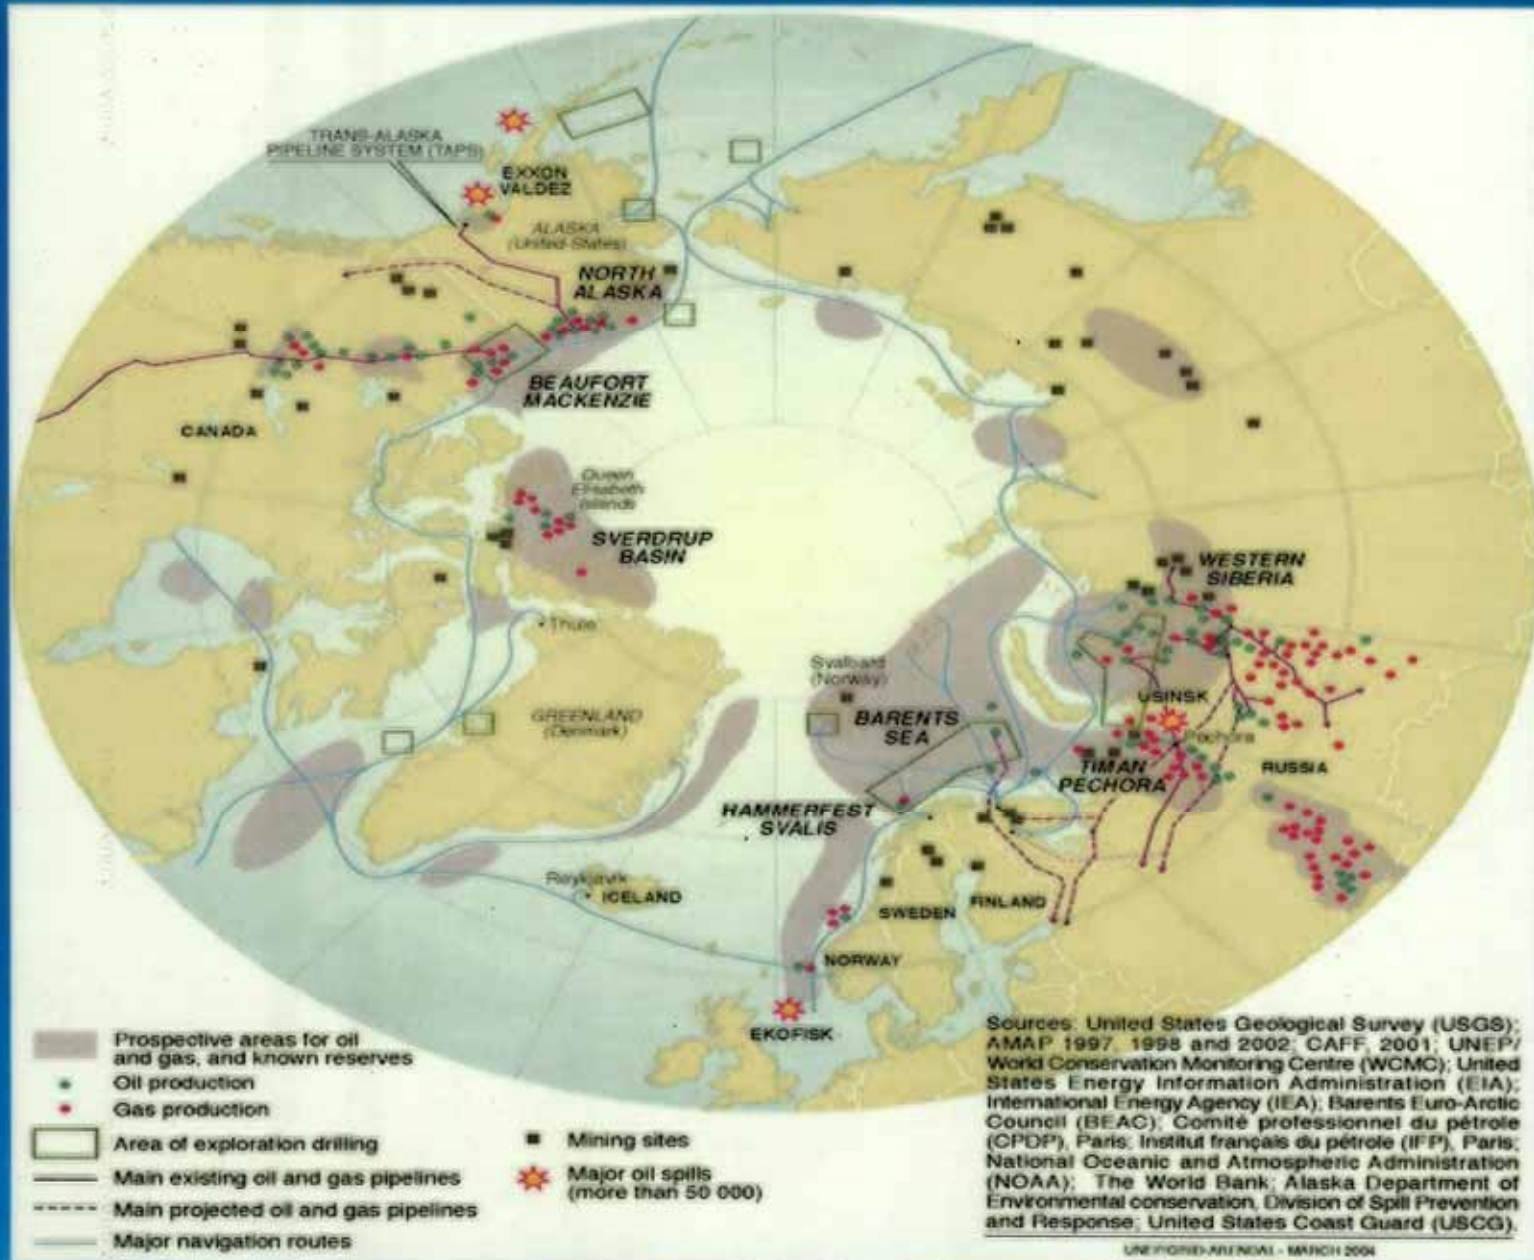 TRANS-ALASKA
PIPELINE SYSTEM (TAPS)
EXXON
VALDEZ
ALASKA
(United-States)
NORTH
ALASKA
BEAUFORT
MACKENZIE
CANADA
Queen
Elisabeth
Islands
SVERDRUP
BASIN
WESTERN
SIBERIA
Thule
Svalbard
(Norway)
USINSK
GREENLAND
(Denmark)
BARENTS
SEA
Pechora
TIMAN
PECHORA
RUSSIA
HAMMERFEST
SVALIS
Reykjavik
ICELAND
SWEDEN
FINLAND
NORWAY
EKOFISK
Prospective areas for oil
and gas, and known reserves
Oil production
Gas production
Area of exploration drilling
Main existing oil and gas pipelines
Main projected oil and gas pipelines
Major navigation routes
Mining sites
Major oil spills
(more than 50 000)
Sources: United States Geological Survey (USGS);
AMAP 1997, 1998 and 2002; CAFF, 2001; UNEP/
World Conservation Monitoring Centre (WCMC); United
States Energy Information Administration (EIA);
International Energy Agency (IEA); Barents Euro-Arctic
Council (BEAC); Comité professionnel du pétrole
(CPDP), Paris; Institut français du pétrole (IFP), Paris;
National Oceanic and Atmospheric Administration
(NOAA); The World Bank; Alaska Department of
Environmental conservation, Division of Spill Prevention
and Response; United States Coast Guard (USCG).
UNEP/GRID-ARENDAL - MARCH 2004